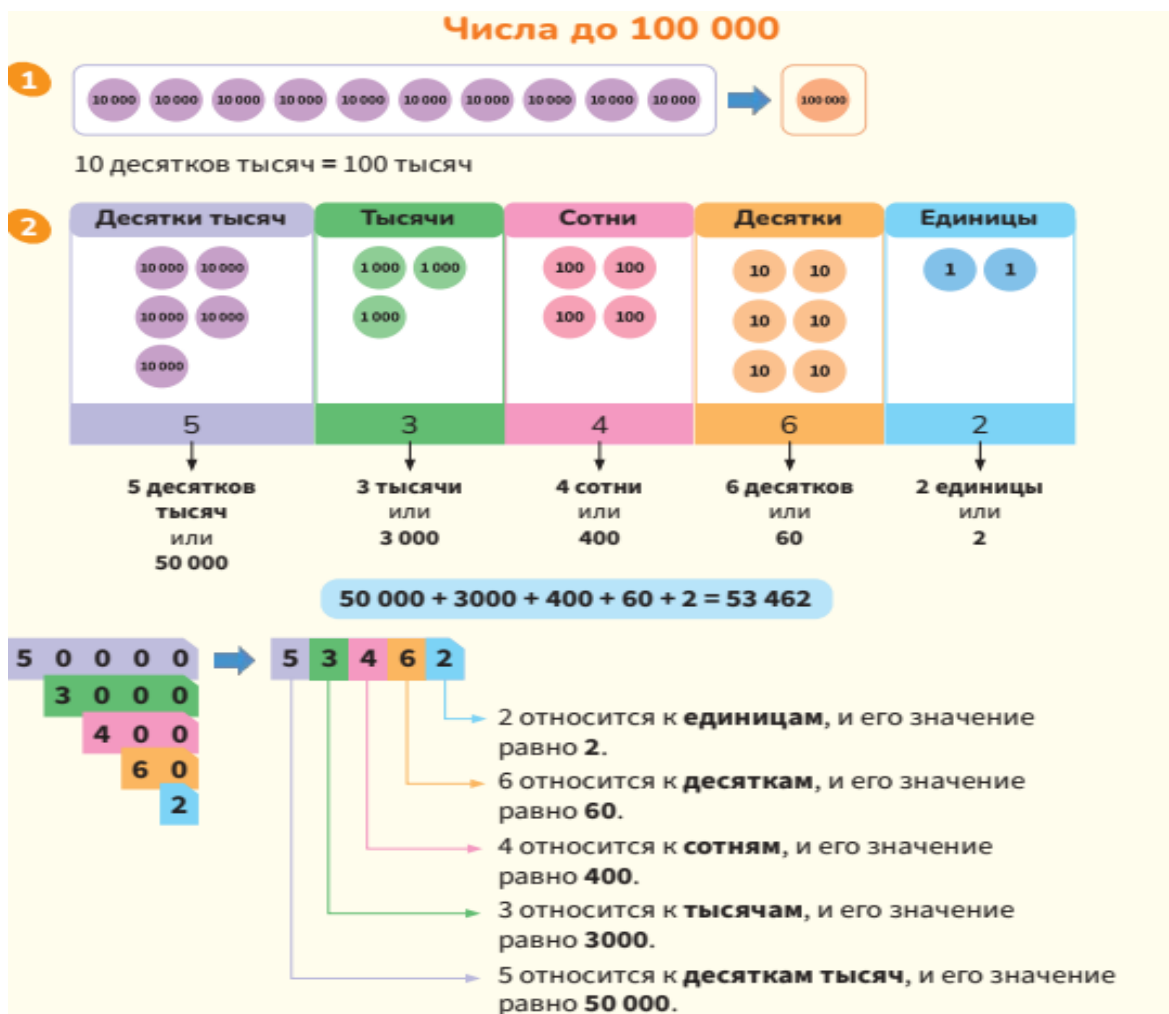 Числа до 100 000
1
10 000 10 000 10 000 10 000 10 000 10 000 10 000 10 000 10 000 10 000 100 000
10 десятков тысяч = 100 тысяч
2
Десятки тысяч Тысячи Сотни Десятки Единицы
10 000 10 000 1 000 1 000 100 100 10 10 1 1
10 000 10 000 1 000 100 100 10 10
10 000 10 10
5 3 4 6 2
5 десятков 3 тысячи 4 сотни 6 десятков 2 единицы
тысяч или или или или
или 3 000 400 60 2
50 000
50 000 + 3000 + 400 + 60 + 2 = 53 462
5 0 0 0 0 5 3 4 6 2
3 0 0 0
4 0 0
6 0
2
2 относится к единицам, и его значение
равно 2.
6 относится к десяткам, и его значение
равно 60.
4 относится к сотням, и его значение
равно 400.
3 относится к тысячам, и его значение
равно 3000.
5 относится к десяткам тысяч, и его значение
равно 50 000.